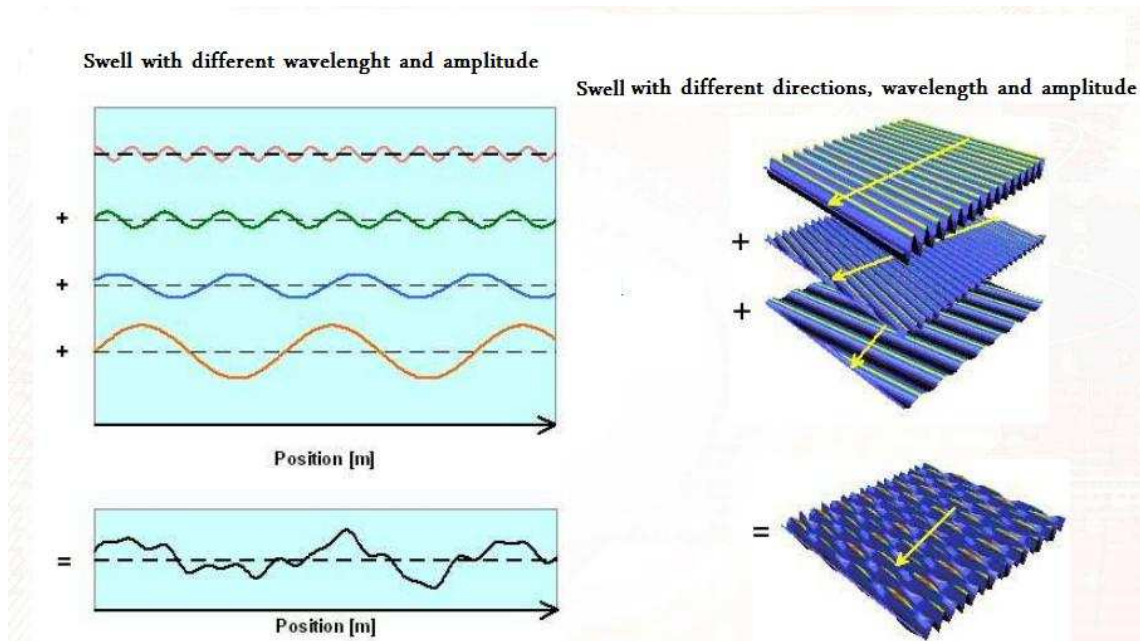 Swell with different wavelenght and amplitude
Swell with different directions, wavelength and amplitude
+
+
+
Position [m]
=
Position [m]
+
+
=